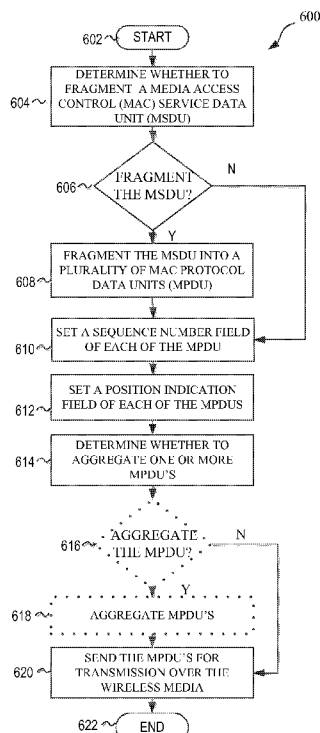 600
602
START
DETERMINE WHETHER TO
FRAGMENT A MEDIA ACCESS
604
CONTROL (MAC) SERVICE DATA
UNIT (MSDU)
N
606
FRAGMENT
THE MSDU?
Y
FRAGMENT THE MSDU INTO A
PLURALITY OF MAC PROTOCOL
608
DATA UNITS (MPDU)
SET A SEQUENCE NUMBER FIELD
610
OF EACH OF THE MPDU
SET A POSITION INDICATION
612
FIELD OF EACH OF THE MPDUS
DETERMINE WHETHER TO
614
AGGREGATE ONE OR MORE
MPDU'S
616
AGGREGATE
THE MPDU?
N
Y
618
AGGREGATE MPDU'S
SEND THE MPDU'S FOR
620
TRANSMISSION OVER THE
WIRELESS MEDIA
622
END